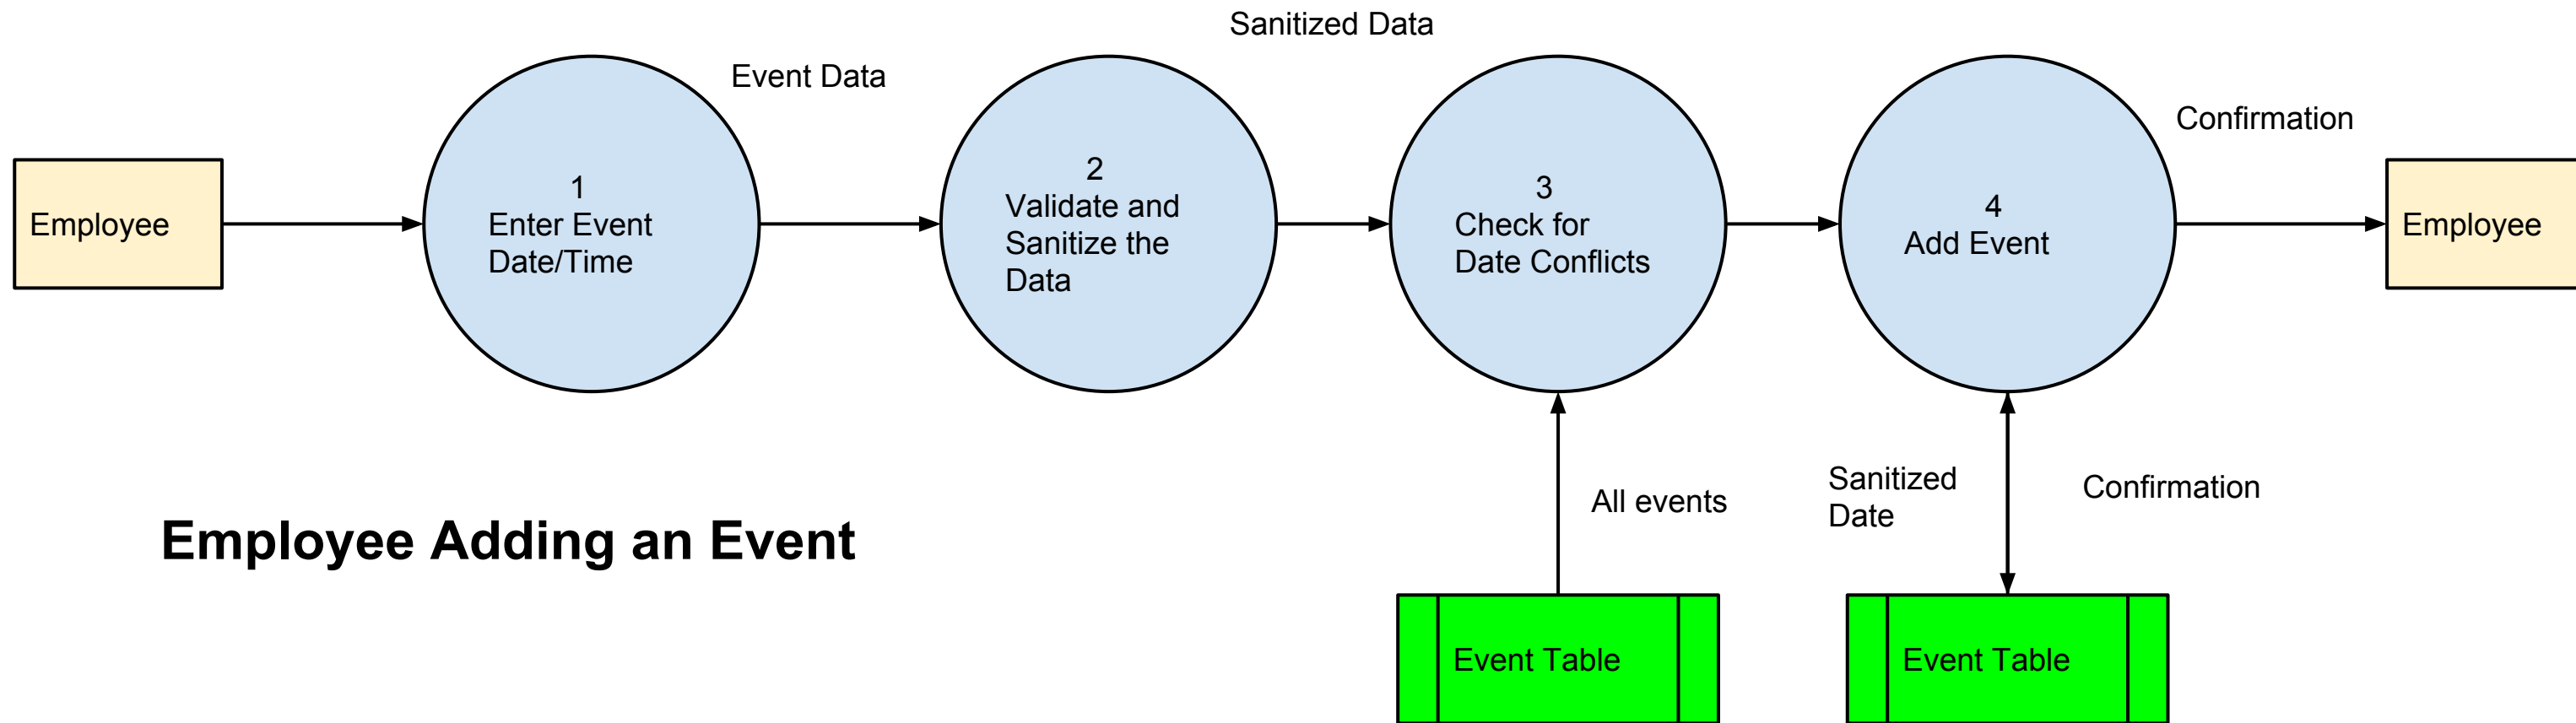 Sanitized Data
Event Data
Confirmation
Employee
1
Enter Event
Date/Time
2
Validate and
Sanitize the
Data
3
Check for
Date Conflicts
4
Add Event
Employee
All events
Sanitized
Date
Confirmation
Employee Adding an Event
Event Table
Event Table